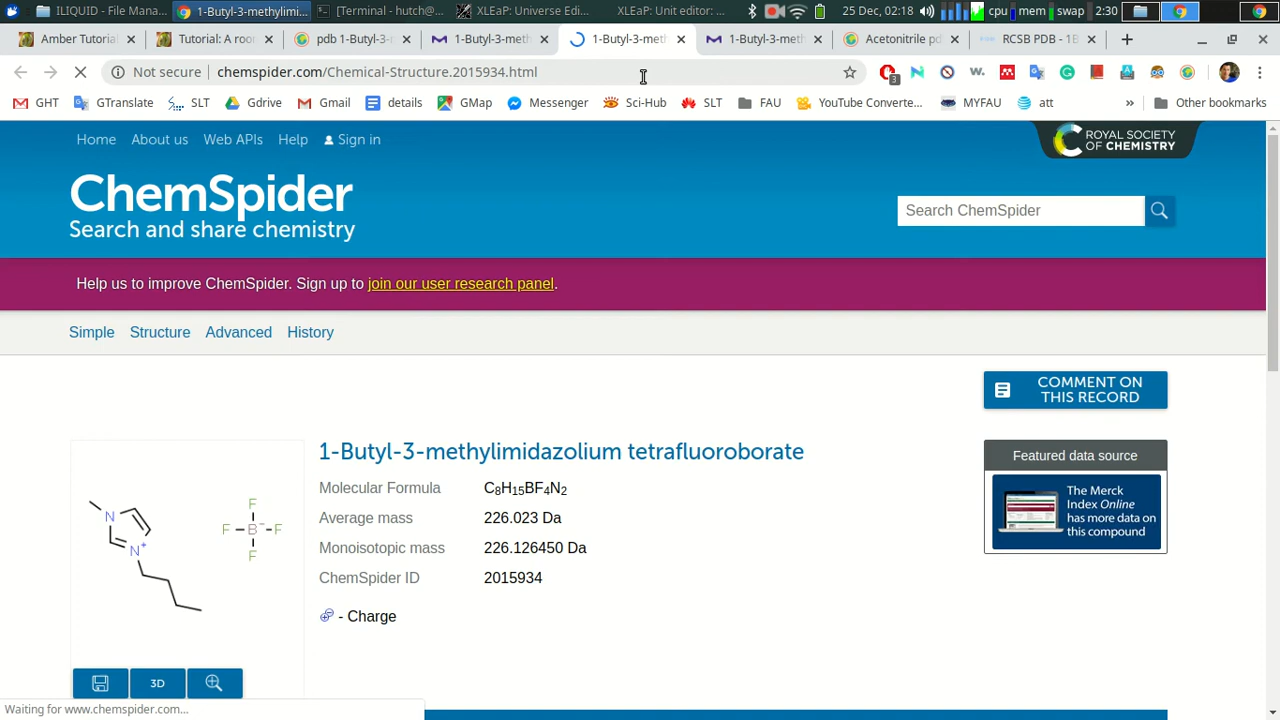 ILIQUID - File Mana...
1-Butyl-3-methylimi...
[Terminal - hutch@...
XLEaP: Universe Edi...
XLEaP: Unit editor: ...
25 Dec, 02:18
cpu
mem
swap
2:30
Amber Tutorial
Tutorial: A roo
pdb 1-Butyl-3-
1-Butyl-3-meth
1-Butyl-3-meth
1-Butyl-3-meth
Acetonitrile pd
RCSB PDB - 1B
Not secure
chemspider.com/Chemical-Structure.2015934.html
3
GHT
GTranslate
SLT
Gdrive
Gmail
details
GMap
Messenger
Sci-Hub
SLT
FAU
YouTube Converte...
MYFAU
att
»
Other bookmarks
Home
About us
Web APIs
Help
Sign in
ROYAL SOCIETY
OF CHEMISTRY
ChemSpider
Search and share chemistry
Search ChemSpider
Help us to improve ChemSpider. Sign up to join our user research panel.
Simple
Structure
Advanced
History
COMMENT ON
THIS RECORD
1-Butyl-3-methylimidazolium tetrafluoroborate
Featured data source
Molecular Formula
C₈H₁₅BF₄N₂
The Merck
Index Online
has more data on
this compound
Average mass
226.023 Da
Monoisotopic mass
226.126450 Da
ChemSpider ID
2015934
- Charge
N
N+
F
F
B-
F
F
3D
Waiting for www.chemspider.com...